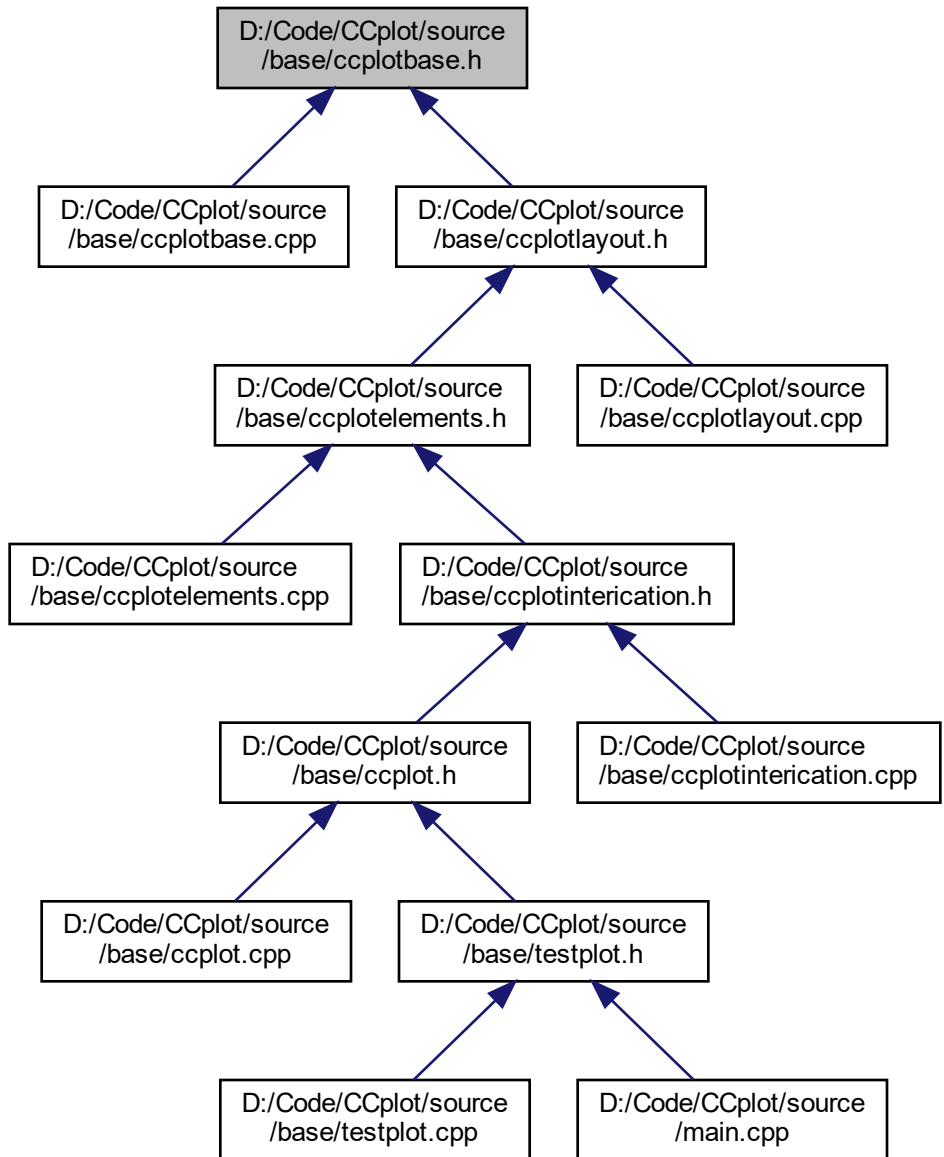 D:/Code/CCplot/source
/base/ccplotbase.h
D:/Code/CCplot/source
/base/ccplotbase.cpp
D:/Code/CCplot/source
/base/ccplotlayout.h
D:/Code/CCplot/source
/base/ccplotelements.h
D:/Code/CCplot/source
/base/ccplotlayout.cpp
D:/Code/CCplot/source
/base/ccplotelements.cpp
D:/Code/CCplot/source
/base/ccplotinterication.h
D:/Code/CCplot/source
/base/ccplot.h
D:/Code/CCplot/source
/base/ccplotinterication.cpp
D:/Code/CCplot/source
/base/ccplot.cpp
D:/Code/CCplot/source
/base/testplot.h
D:/Code/CCplot/source
/base/testplot.cpp
D:/Code/CCplot/source
/main.cpp